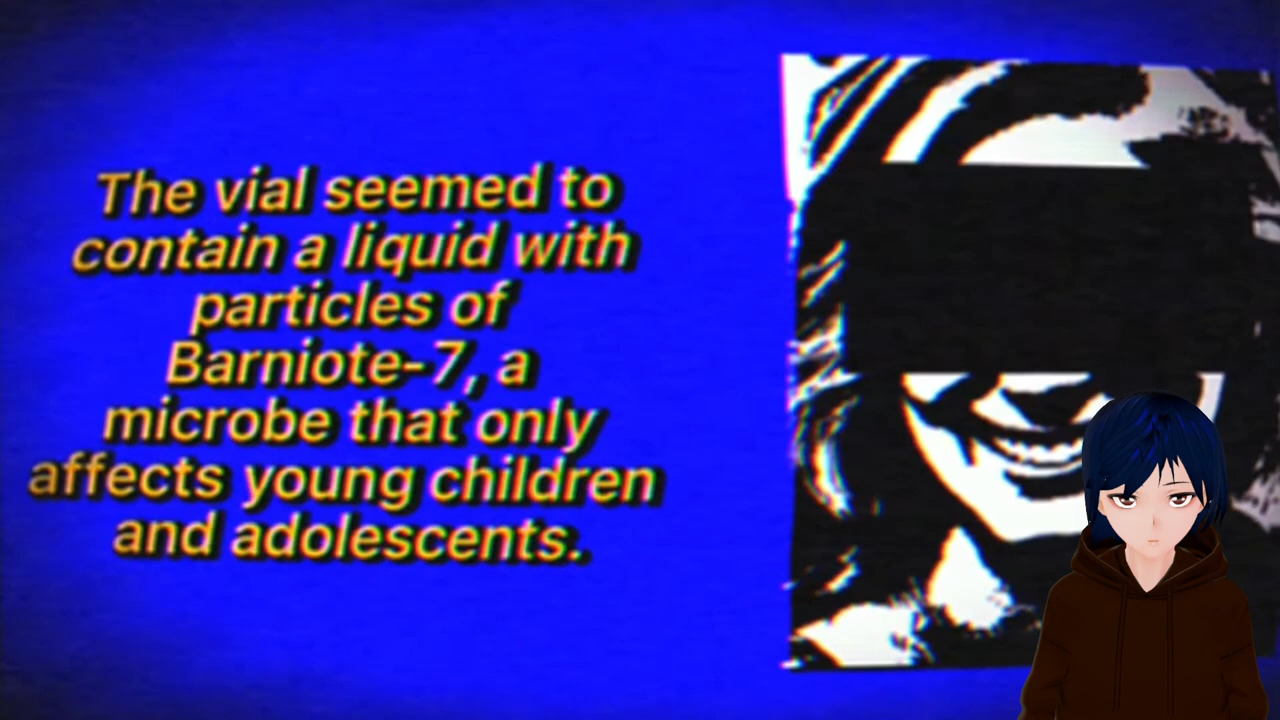 The vial seemed to
contain a liquid with
particles of
Barniote-7, a
microbe that only
affects young children
and adolescents.